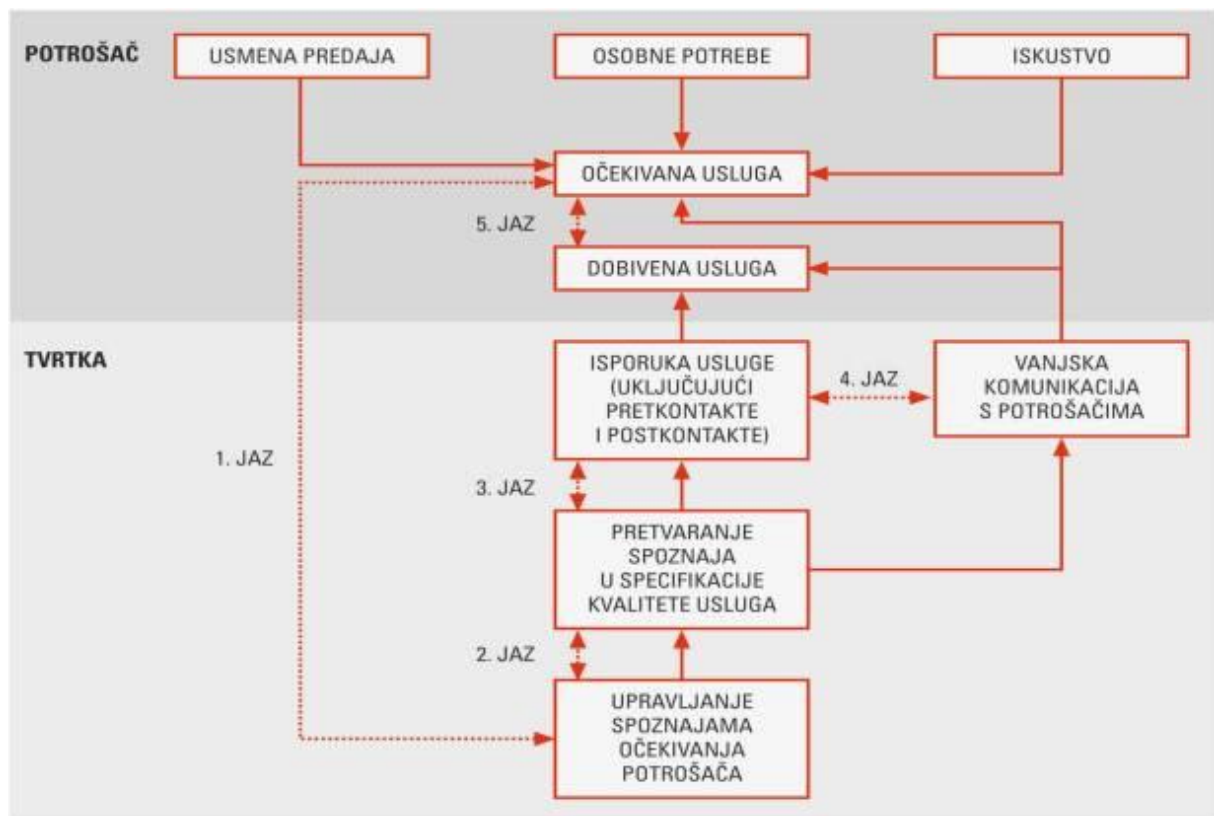 POTROŠAČ
USMENA PREDAJA
OSOBNE POTREBE
ISKUSTVO
OČEKIVANA USLUGA
5. JAZ
DOBIVENA USLUGA
TVRTKA
ISPORUKA USLUGE
(UKLJUČUJUĆI
PRETKONTAKTE
I POSTKONTAKTE)
4. JAZ
VANJSKA
KOMUNIKACIJA
S POTROŠAČIMA
1. JAZ
3. JAZ
PRETVARANJE
SPOZNAJA
U SPECIFIKACIJE
KVALITETE USLUGA
2. JAZ
UPRAVLJANJE
SPOZNAJAMA
OČEKIVANJA
POTROŠAČA